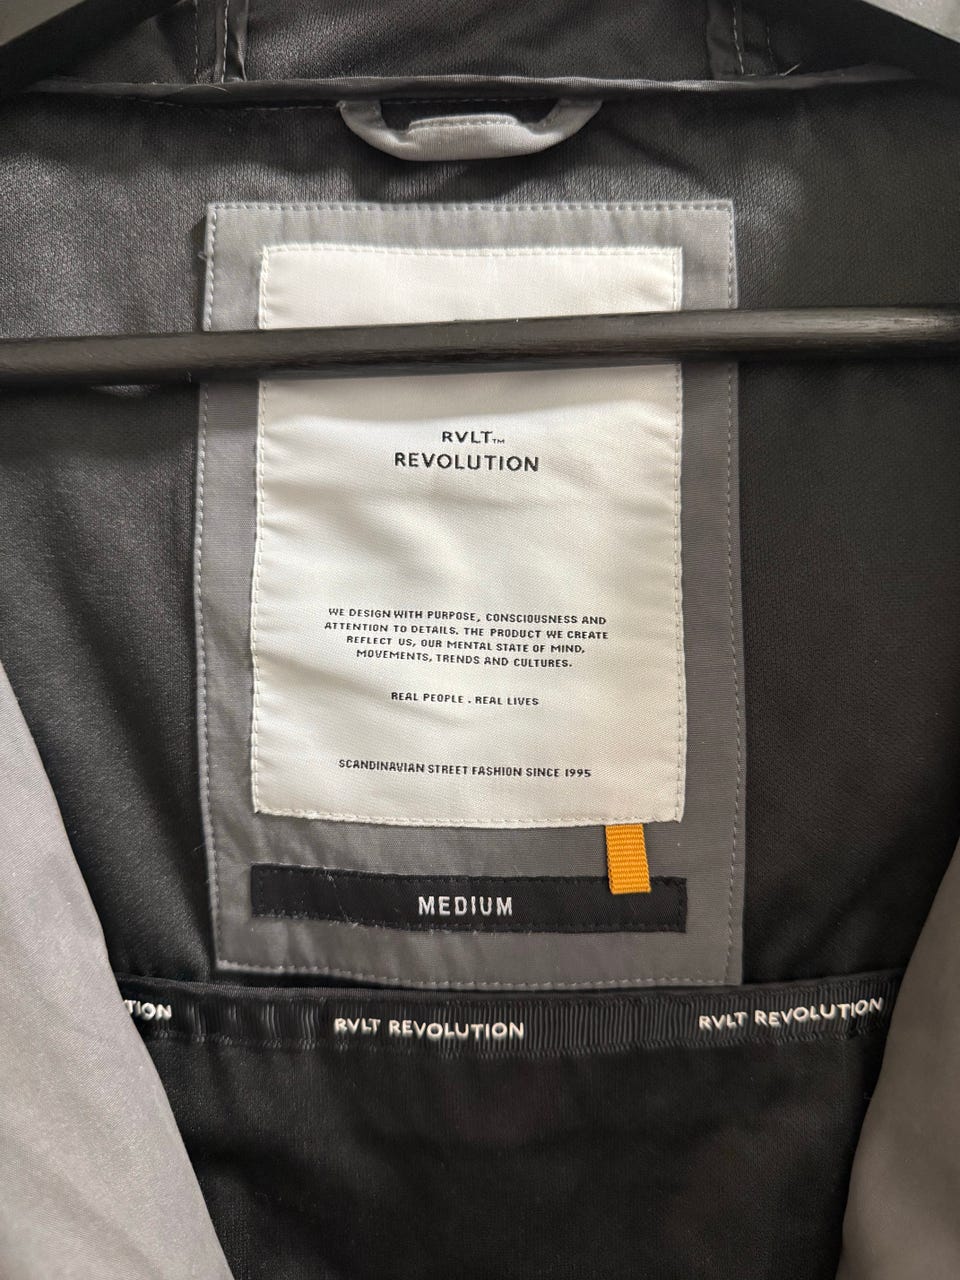 RVLT™
REVOLUTION
WE DESIGN WITH PURPOSE, CONSCIOUSNESS AND
ATTENTION TO DETAILS. THE PRODUCT WE CREATE
REFLECT US, OUR MENTAL STATE OF MIND,
MOVEMENTS, TRENDS AND CULTURES.
REAL PEOPLE . REAL LIVES
SCANDINAVIAN STREET FASHION SINCE 1995
MEDIUM
TION RVLT REVOLUTION RVLT REVOLUTION